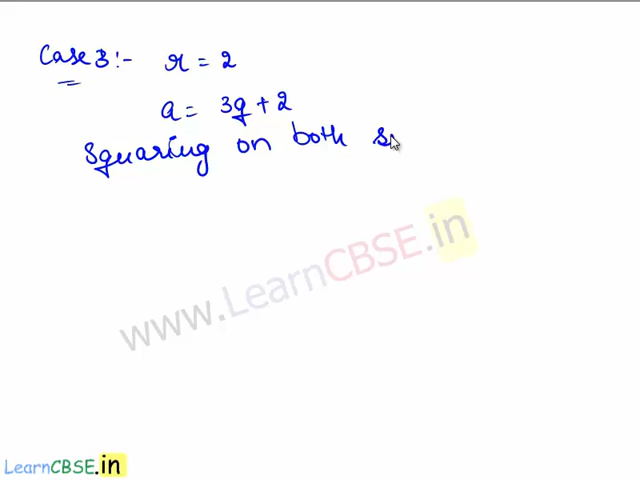 Case 3:- r = 2
a = 3q + 2
Squaring on both s
www.LearnCBSE.in
LearnCBSE.in